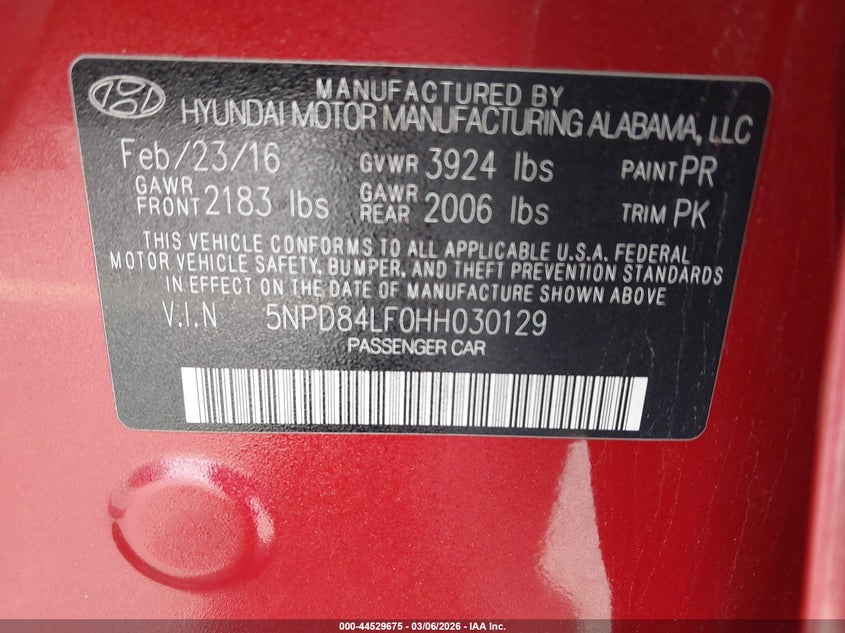 MANUFACTURED BY
HYUNDAI MOTOR MANUFACTURING ALABAMA, LLC
Feb/23/16 GVWR 3924 lbs PAINT PR
GAWR FRONT 2183 lbs GAWR REAR 2006 lbs TRIM PK
THIS VEHICLE CONFORMS TO ALL APPLICABLE U.S.A. FEDERAL
MOTOR VEHICLE SAFETY, BUMPER, AND THEFT PREVENTION STANDARDS
IN EFFECT ON THE DATE OF MANUFACTURE SHOWN ABOVE
V.I.N 5NPD84LF0HH030129
PASSENGER CAR
000-44529675 - 03/06/2026 - IAA Inc.